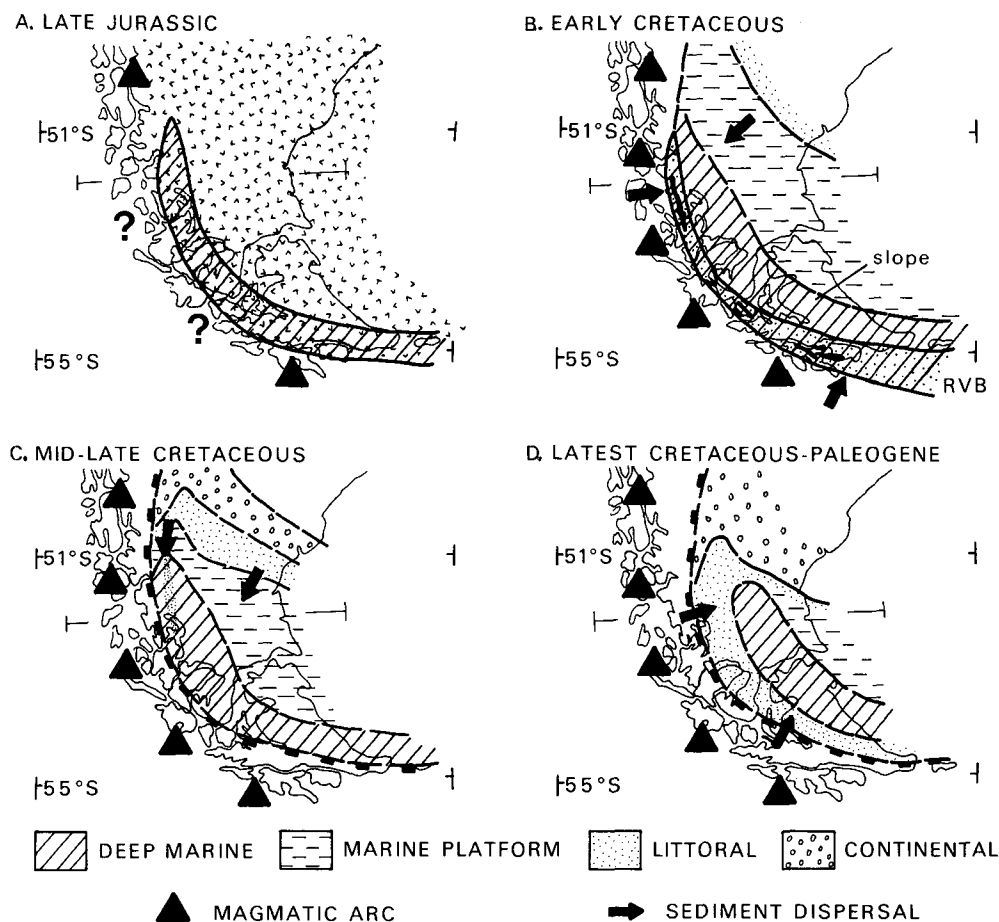 A. LATE JURASSIC
51°S
?
?
55°S
B. EARLY CRETACEOUS
51°S
slope
55°S
RVB
C. MID-LATE CRETACEOUS
51°S
55°S
D. LATEST CRETACEOUS-PALEOGENE
51°S
55°S
DEEP MARINE
MARINE PLATFORM
LITTORAL
CONTINENTAL
MAGMATIC ARC
SEDIMENT DISPERSAL